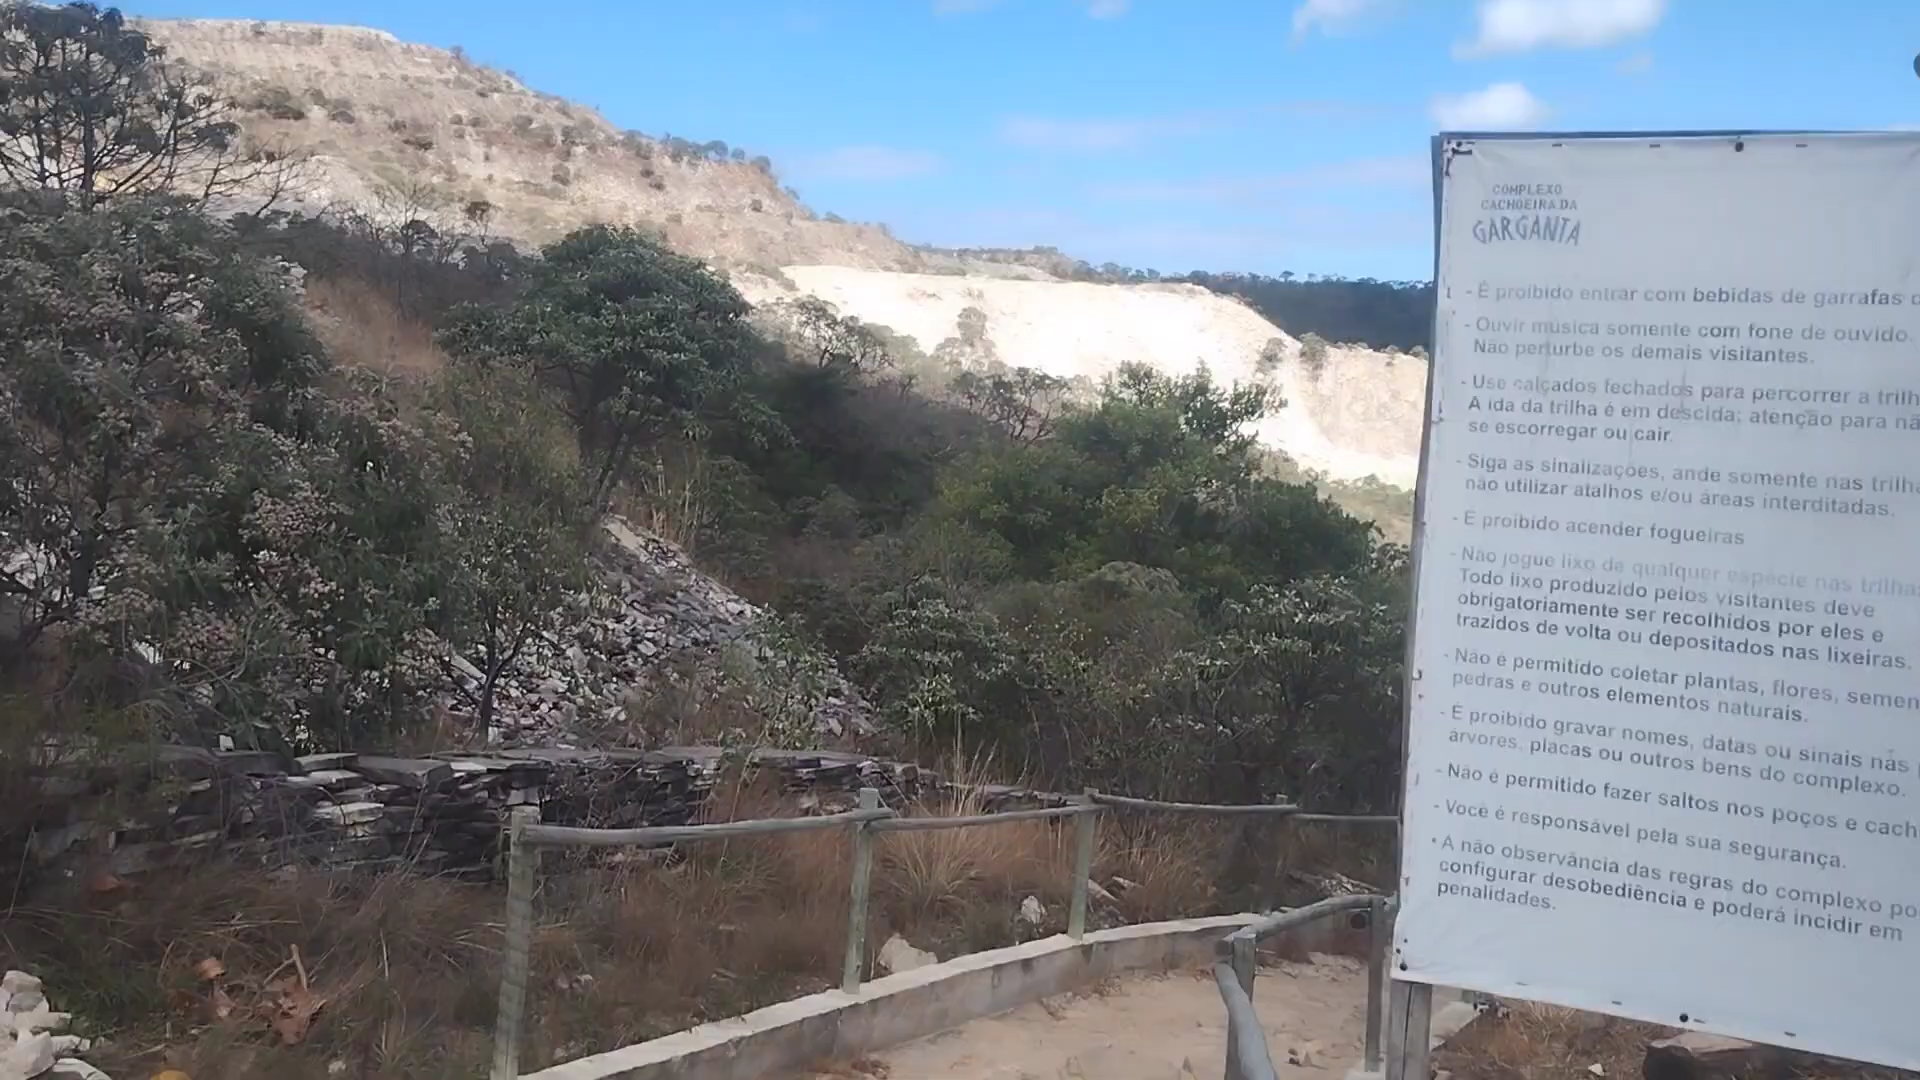 COMPLEXO
CACHOEIRA DA
GARGANTA
- É proibido entrar com bebidas de garrafas
- Ouvir música somente com fone de ouvido.
Não perturbe os demais visitantes.
- Use calçados fechados para percorrer a
A ida da trilha é em descida; atenção para
se escorregar ou cair.
- Siga as sinalizações, ande somente nas
não utilizar atalhos e/ou áreas interditadas.
- É proibido acender fogueiras
- Não jogue lixo de qualquer espécie nas trilhas
Todo lixo produzido pelos visitantes deve
obrigatoriamente ser recolhidos por eles e
trazidos de volta ou depositados nas lixeiras.
- Não é permitido coletar plantas, flores,
pedras e outros elementos naturais.
- É proibido gravar nomes, datas ou sinais nas
árvores, placas ou outros bens do complexo.
- Não é permitido fazer saltos nos poços e
- Você é responsável pela sua segurança.
• A não observância das regras do complexo
configurar desobediência e poderá incidir em
penalidades.